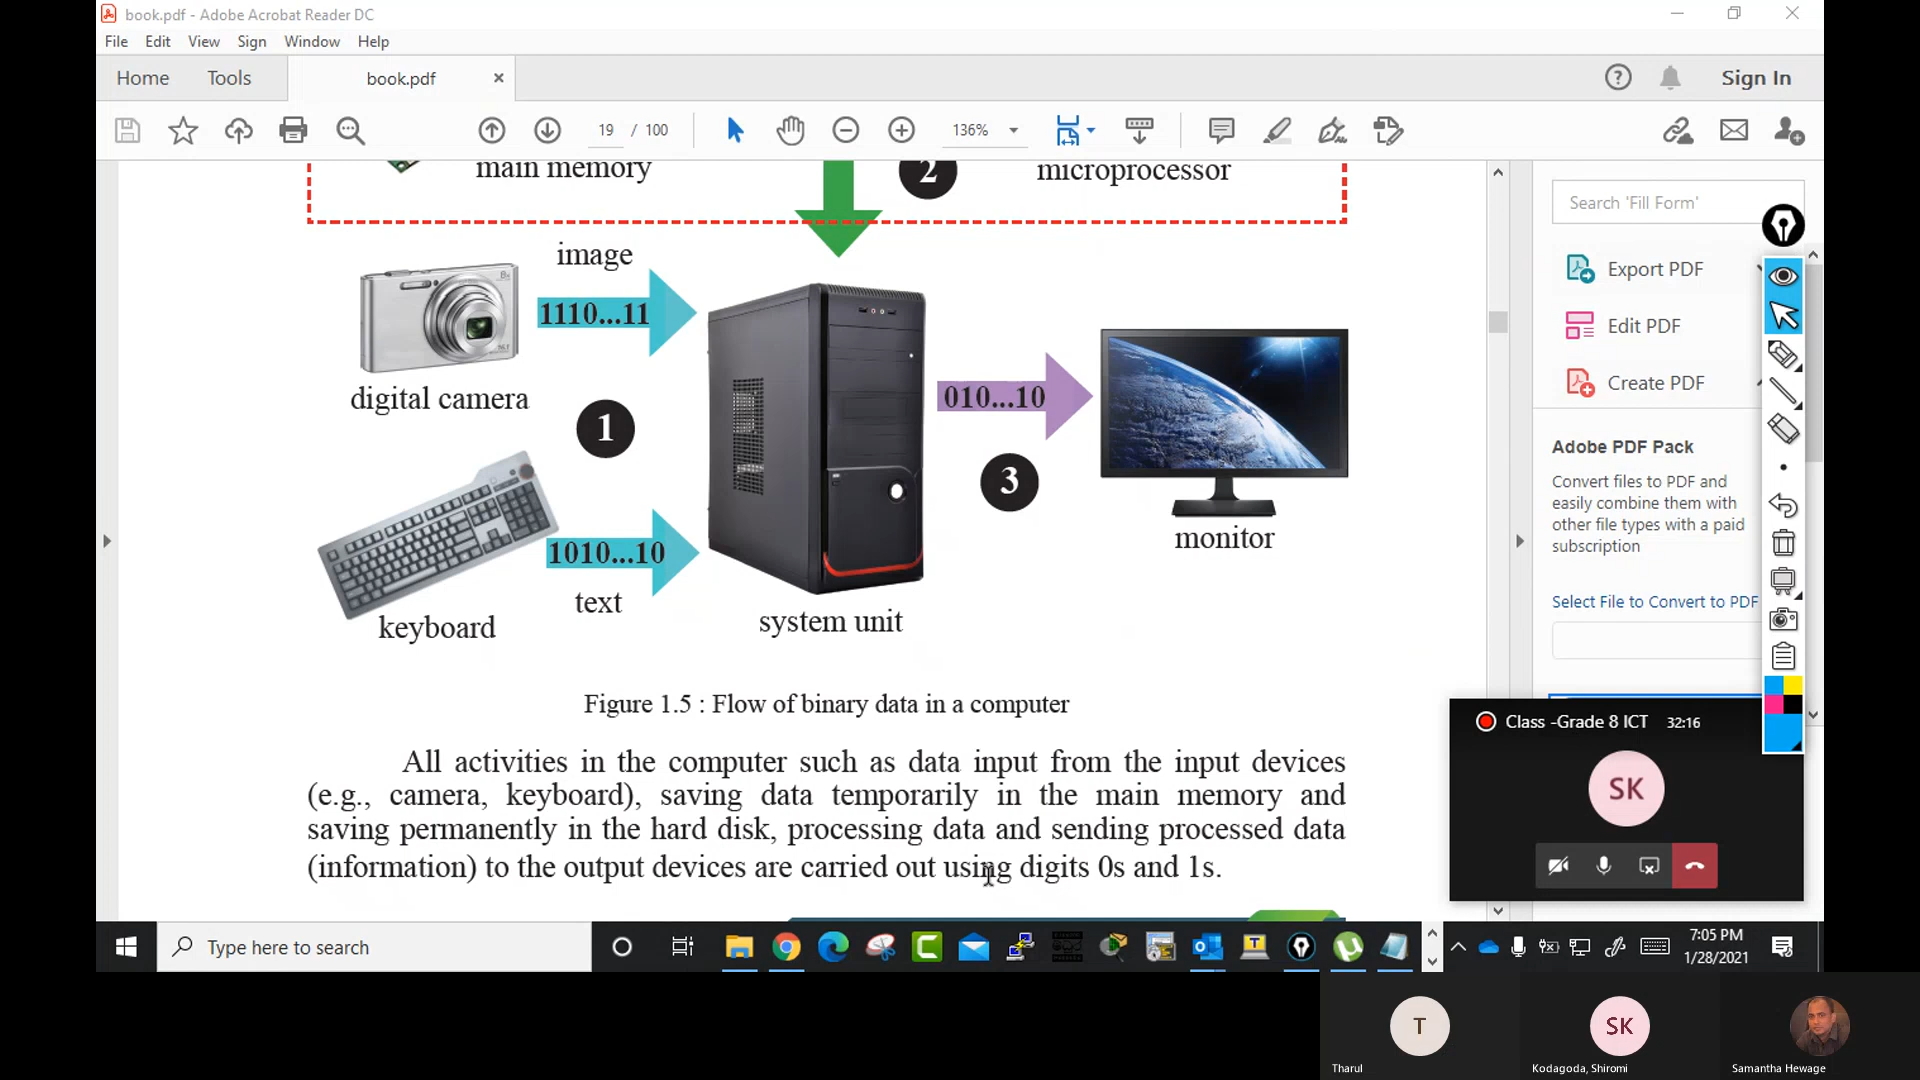 book.pdf - Adobe Acrobat Reader DC
File Edit View Sign Window Help
Home Tools book.pdf Sign In
19 / 100 136%
main memory 2 microprocessor
image
1110...11
digital camera
1
010...10
3
monitor
1010...10
text
keyboard
system unit
Figure 1.5 : Flow of binary data in a computer
All activities in the computer such as data input from the input devices
(e.g., camera, keyboard), saving data temporarily in the main memory and
saving permanently in the hard disk, processing data and sending processed data
(information) to the output devices are carried out using digits 0s and 1s.
Search 'Fill Form'
Export PDF
Edit PDF
Create PDF
Adobe PDF Pack
Convert files to PDF and
easily combine them with
other file types with a paid
subscription
Select File to Convert to PDF
Class -Grade 8 ICT 32:16
SK
Type here to search
7:05 PM
1/28/2021
T
SK
Tharul
Kodagoda, Shiromi
Samantha Hewage